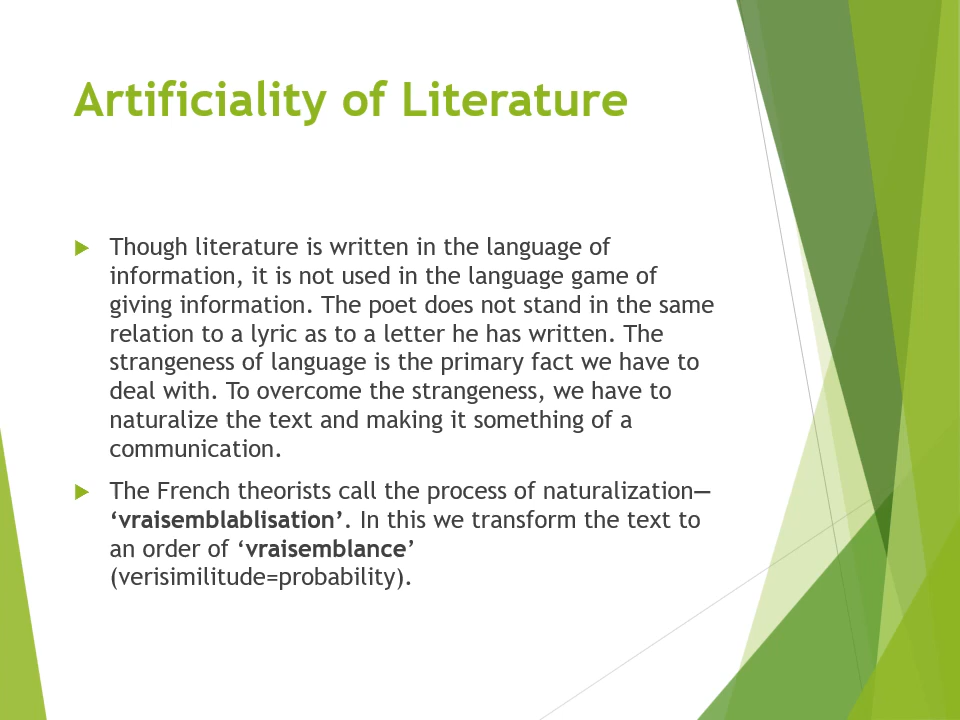 Artificiality of Literature
Though literature is written in the language of
information, it is not used in the language game of
giving information. The poet does not stand in the same
relation to a lyric as to a letter he has written. The
strangeness of language is the primary fact we have to
deal with. To overcome the strangeness, we have to
naturalize the text and making it something of a
communication.
The French theorists call the process of naturalization—
‘vraisemblablisation’. In this we transform the text to
an order of ‘vraisemblance’
(verisimilitude=probability).